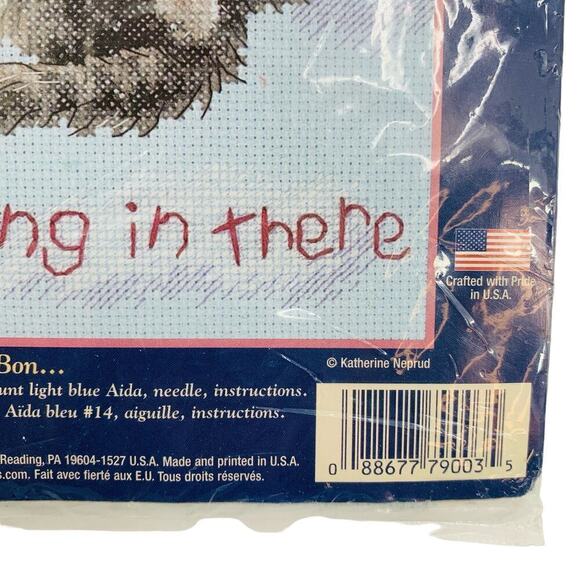 ng in there
Crafted with Pride
in U.S.A.
Bon...
© Katherine Neprud
unt light blue Aida, needle, instructions.
Aïda bleu #14, aiguille, instructions.
Reading, PA 19604-1527 U.S.A. Made and printed in U.S.A.
s.com. Fait avec fierté aux E.U. Tous droits réservés.
0 88677 79003 5